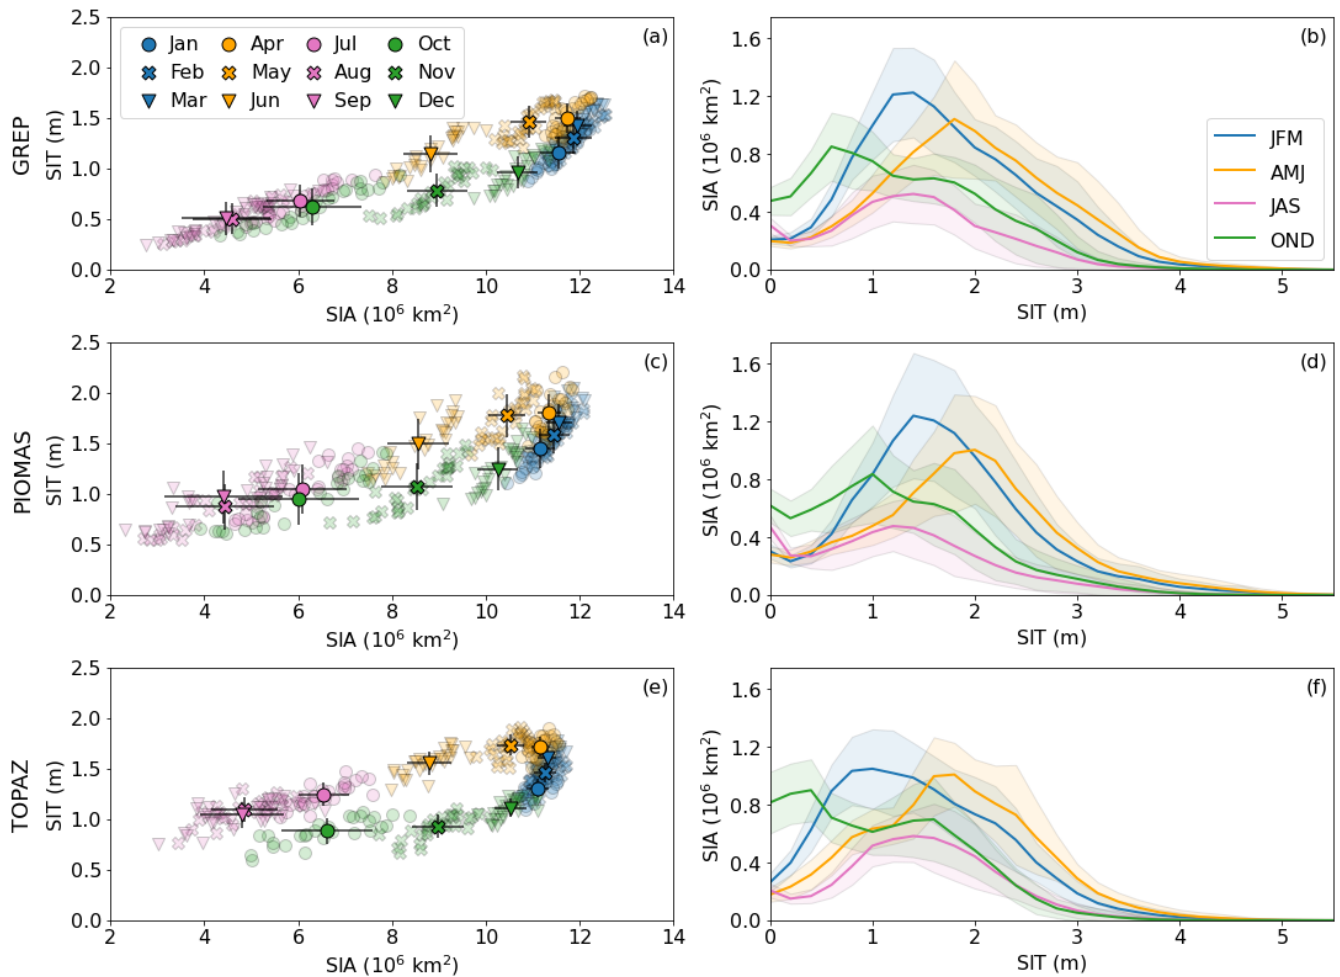 GREP
SIT (m)
2.5
2.0
1.5
1.0
0.5
0.0
(a)
Jan Apr Jul Oct
Feb May Aug Nov
Mar Jun Sep Dec
2 4 6 8 10 12 14
SIA (10⁶ km²)
SIA (10⁶ km²)
1.6
1.2
0.8
0.4
0.0
(b)
JFM
AMJ
JAS
OND
0 1 2 3 4 5
SIT (m)
PIOMAS
SIT (m)
2.5
2.0
1.5
1.0
0.5
0.0
(c)
2 4 6 8 10 12 14
SIA (10⁶ km²)
SIA (10⁶ km²)
1.6
1.2
0.8
0.4
0.0
(d)
0 1 2 3 4 5
SIT (m)
TOPAZ
SIT (m)
2.5
2.0
1.5
1.0
0.5
0.0
(e)
2 4 6 8 10 12 14
SIA (10⁶ km²)
SIA (10⁶ km²)
1.6
1.2
0.8
0.4
0.0
(f)
0 1 2 3 4 5
SIT (m)